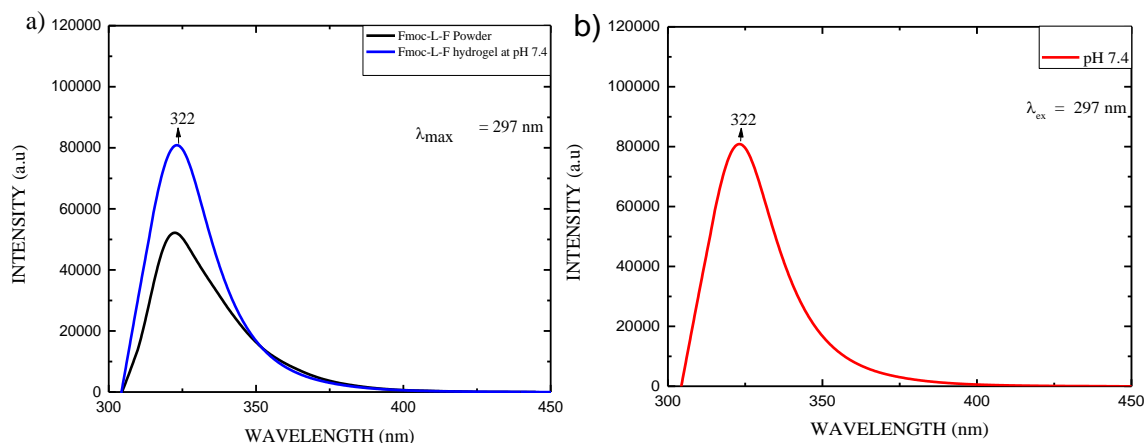 a)
120000
100000
80000
60000
40000
20000
0
INTENSITY (a.u)
Fmoc-L-F Powder
Fmoc-L-F hydrogel at pH 7.4
322
λmax = 297 nm
300 350 400 450
WAVELENGTH (nm)
b)
120000
100000
80000
60000
40000
20000
0
INTENSITY (a.u)
pH 7.4
322
λex = 297 nm
300 350 400 450
WAVELENGTH (nm)